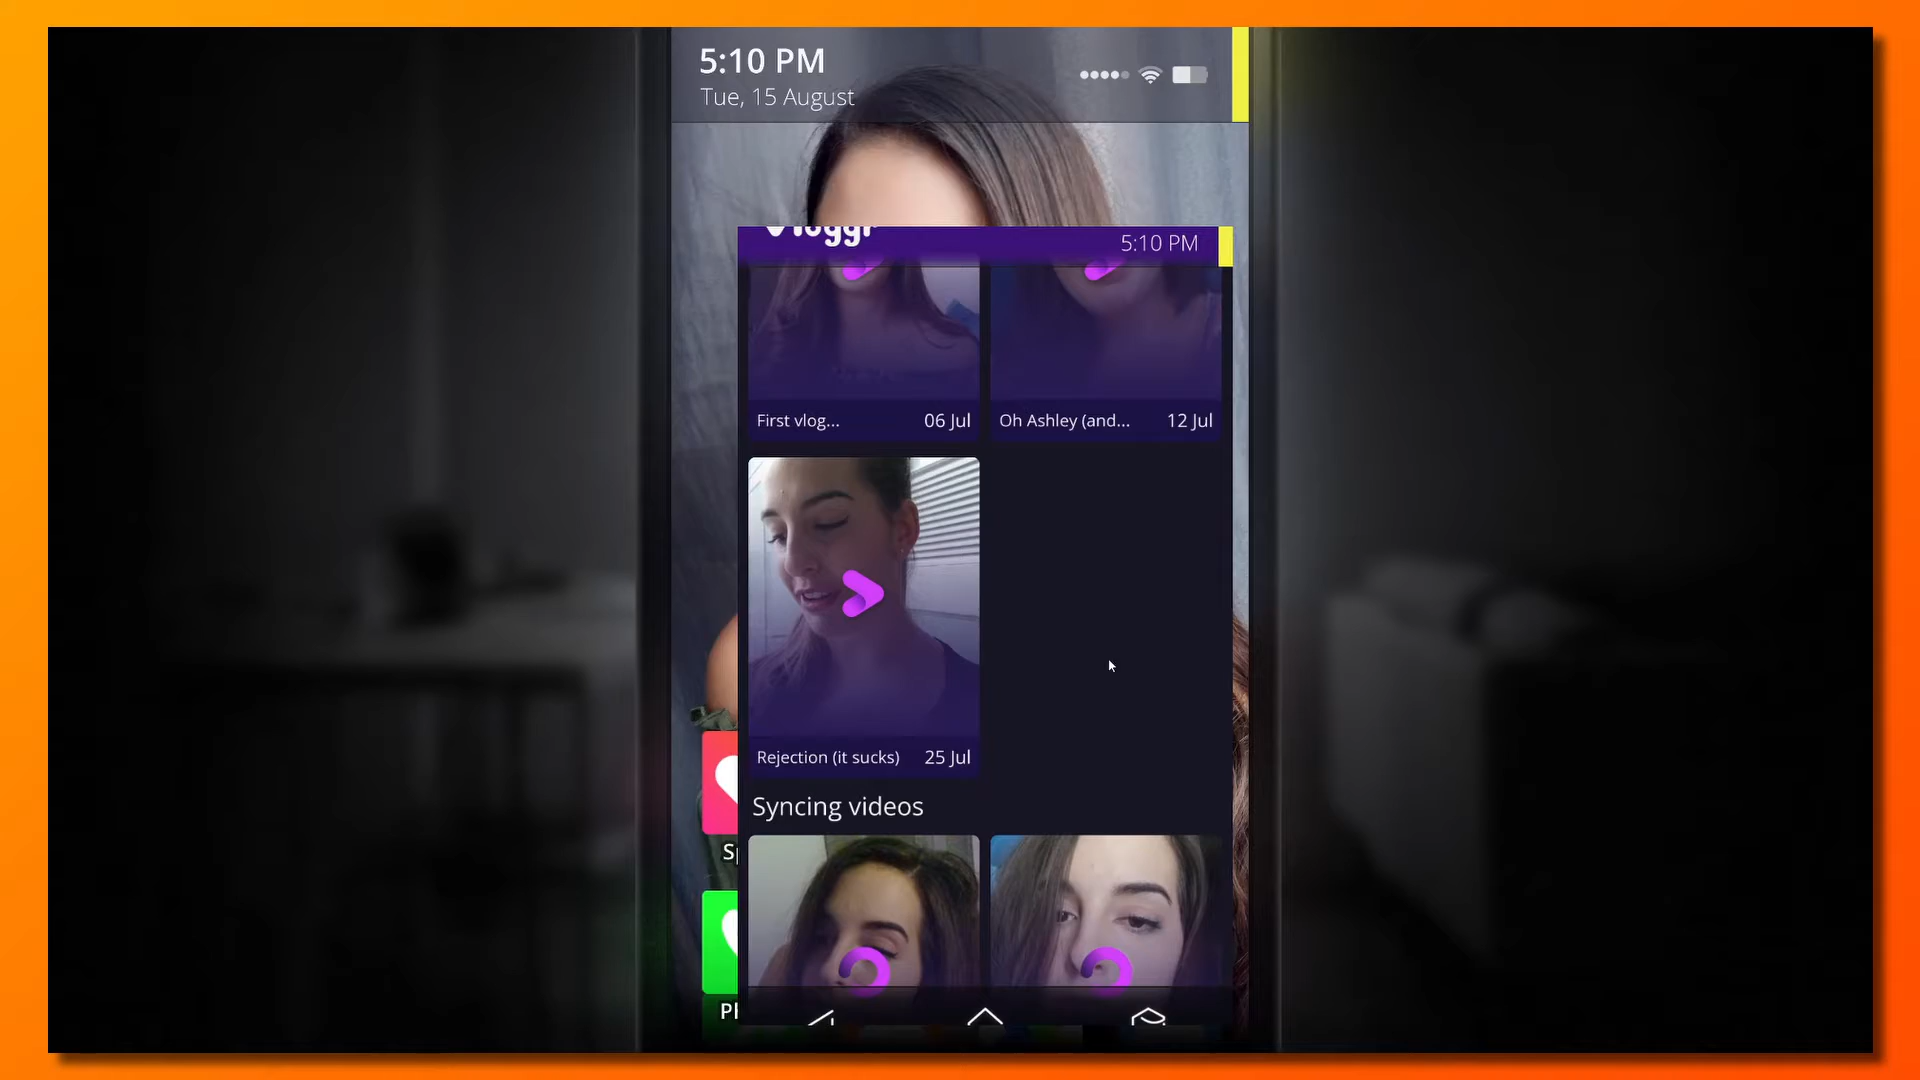 5:10 PM
Tue, 15 August
Vloggr
5:10 PM
First vlog...
06 Jul
Oh Ashley (and...
12 Jul
Rejection (it sucks)
25 Jul
Syncing videos